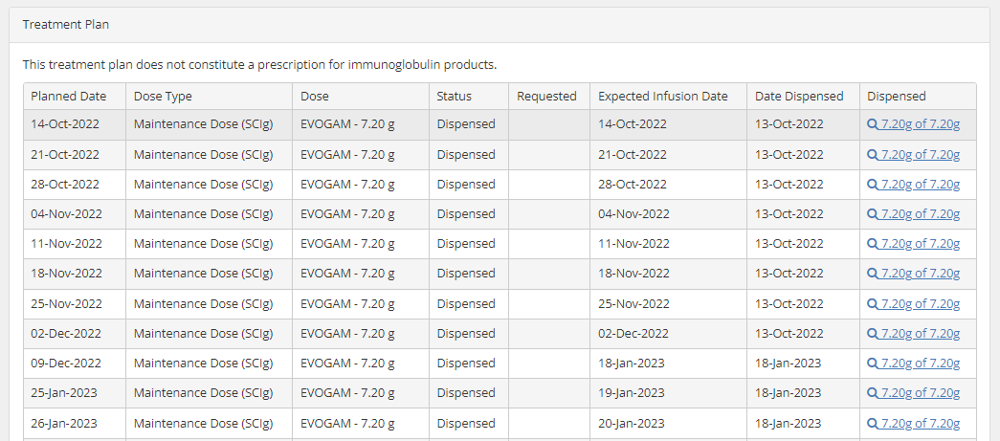 Treatment Plan
This treatment plan does not constitute a prescription for immunoglobulin products.
Planned Date Dose Type Dose Status Requested Expected Infusion Date Date Dispensed Dispensed
14-Oct-2022 Maintenance Dose (SCIg) EVOGAM - 7.20 g Dispensed 14-Oct-2022 13-Oct-2022 7.20g of 7.20g
21-Oct-2022 Maintenance Dose (SCIg) EVOGAM - 7.20 g Dispensed 21-Oct-2022 13-Oct-2022 7.20g of 7.20g
28-Oct-2022 Maintenance Dose (SCIg) EVOGAM - 7.20 g Dispensed 28-Oct-2022 13-Oct-2022 7.20g of 7.20g
04-Nov-2022 Maintenance Dose (SCIg) EVOGAM - 7.20 g Dispensed 04-Nov-2022 13-Oct-2022 7.20g of 7.20g
11-Nov-2022 Maintenance Dose (SCIg) EVOGAM - 7.20 g Dispensed 11-Nov-2022 13-Oct-2022 7.20g of 7.20g
18-Nov-2022 Maintenance Dose (SCIg) EVOGAM - 7.20 g Dispensed 18-Nov-2022 13-Oct-2022 7.20g of 7.20g
25-Nov-2022 Maintenance Dose (SCIg) EVOGAM - 7.20 g Dispensed 25-Nov-2022 13-Oct-2022 7.20g of 7.20g
02-Dec-2022 Maintenance Dose (SCIg) EVOGAM - 7.20 g Dispensed 02-Dec-2022 13-Oct-2022 7.20g of 7.20g
09-Dec-2022 Maintenance Dose (SCIg) EVOGAM - 7.20 g Dispensed 18-Jan-2023 18-Jan-2023 7.20g of 7.20g
25-Jan-2023 Maintenance Dose (SCIg) EVOGAM - 7.20 g Dispensed 19-Jan-2023 18-Jan-2023 7.20g of 7.20g
26-Jan-2023 Maintenance Dose (SCIg) EVOGAM - 7.20 g Dispensed 20-Jan-2023 18-Jan-2023 7.20g of 7.20g